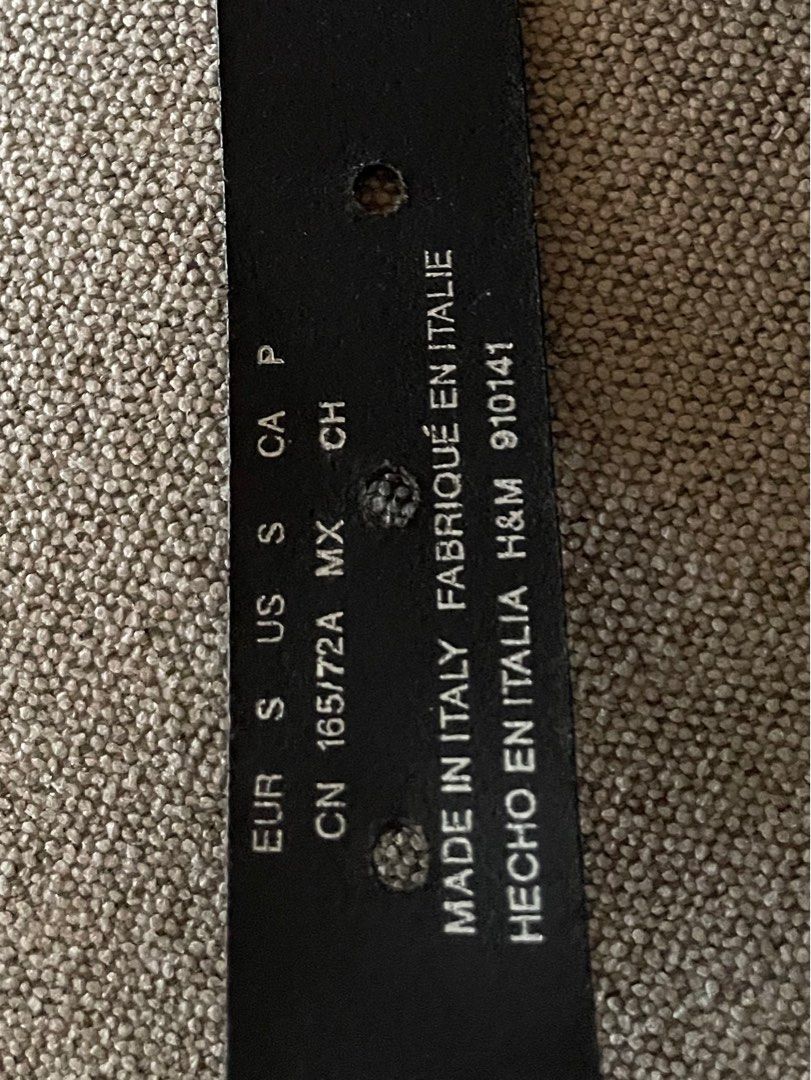 EUR S US S CA P
CN 165/72A MX CH
MADE IN ITALY FABRIQUÉ EN ITALIE
HECHO EN ITALIA H&M 910141